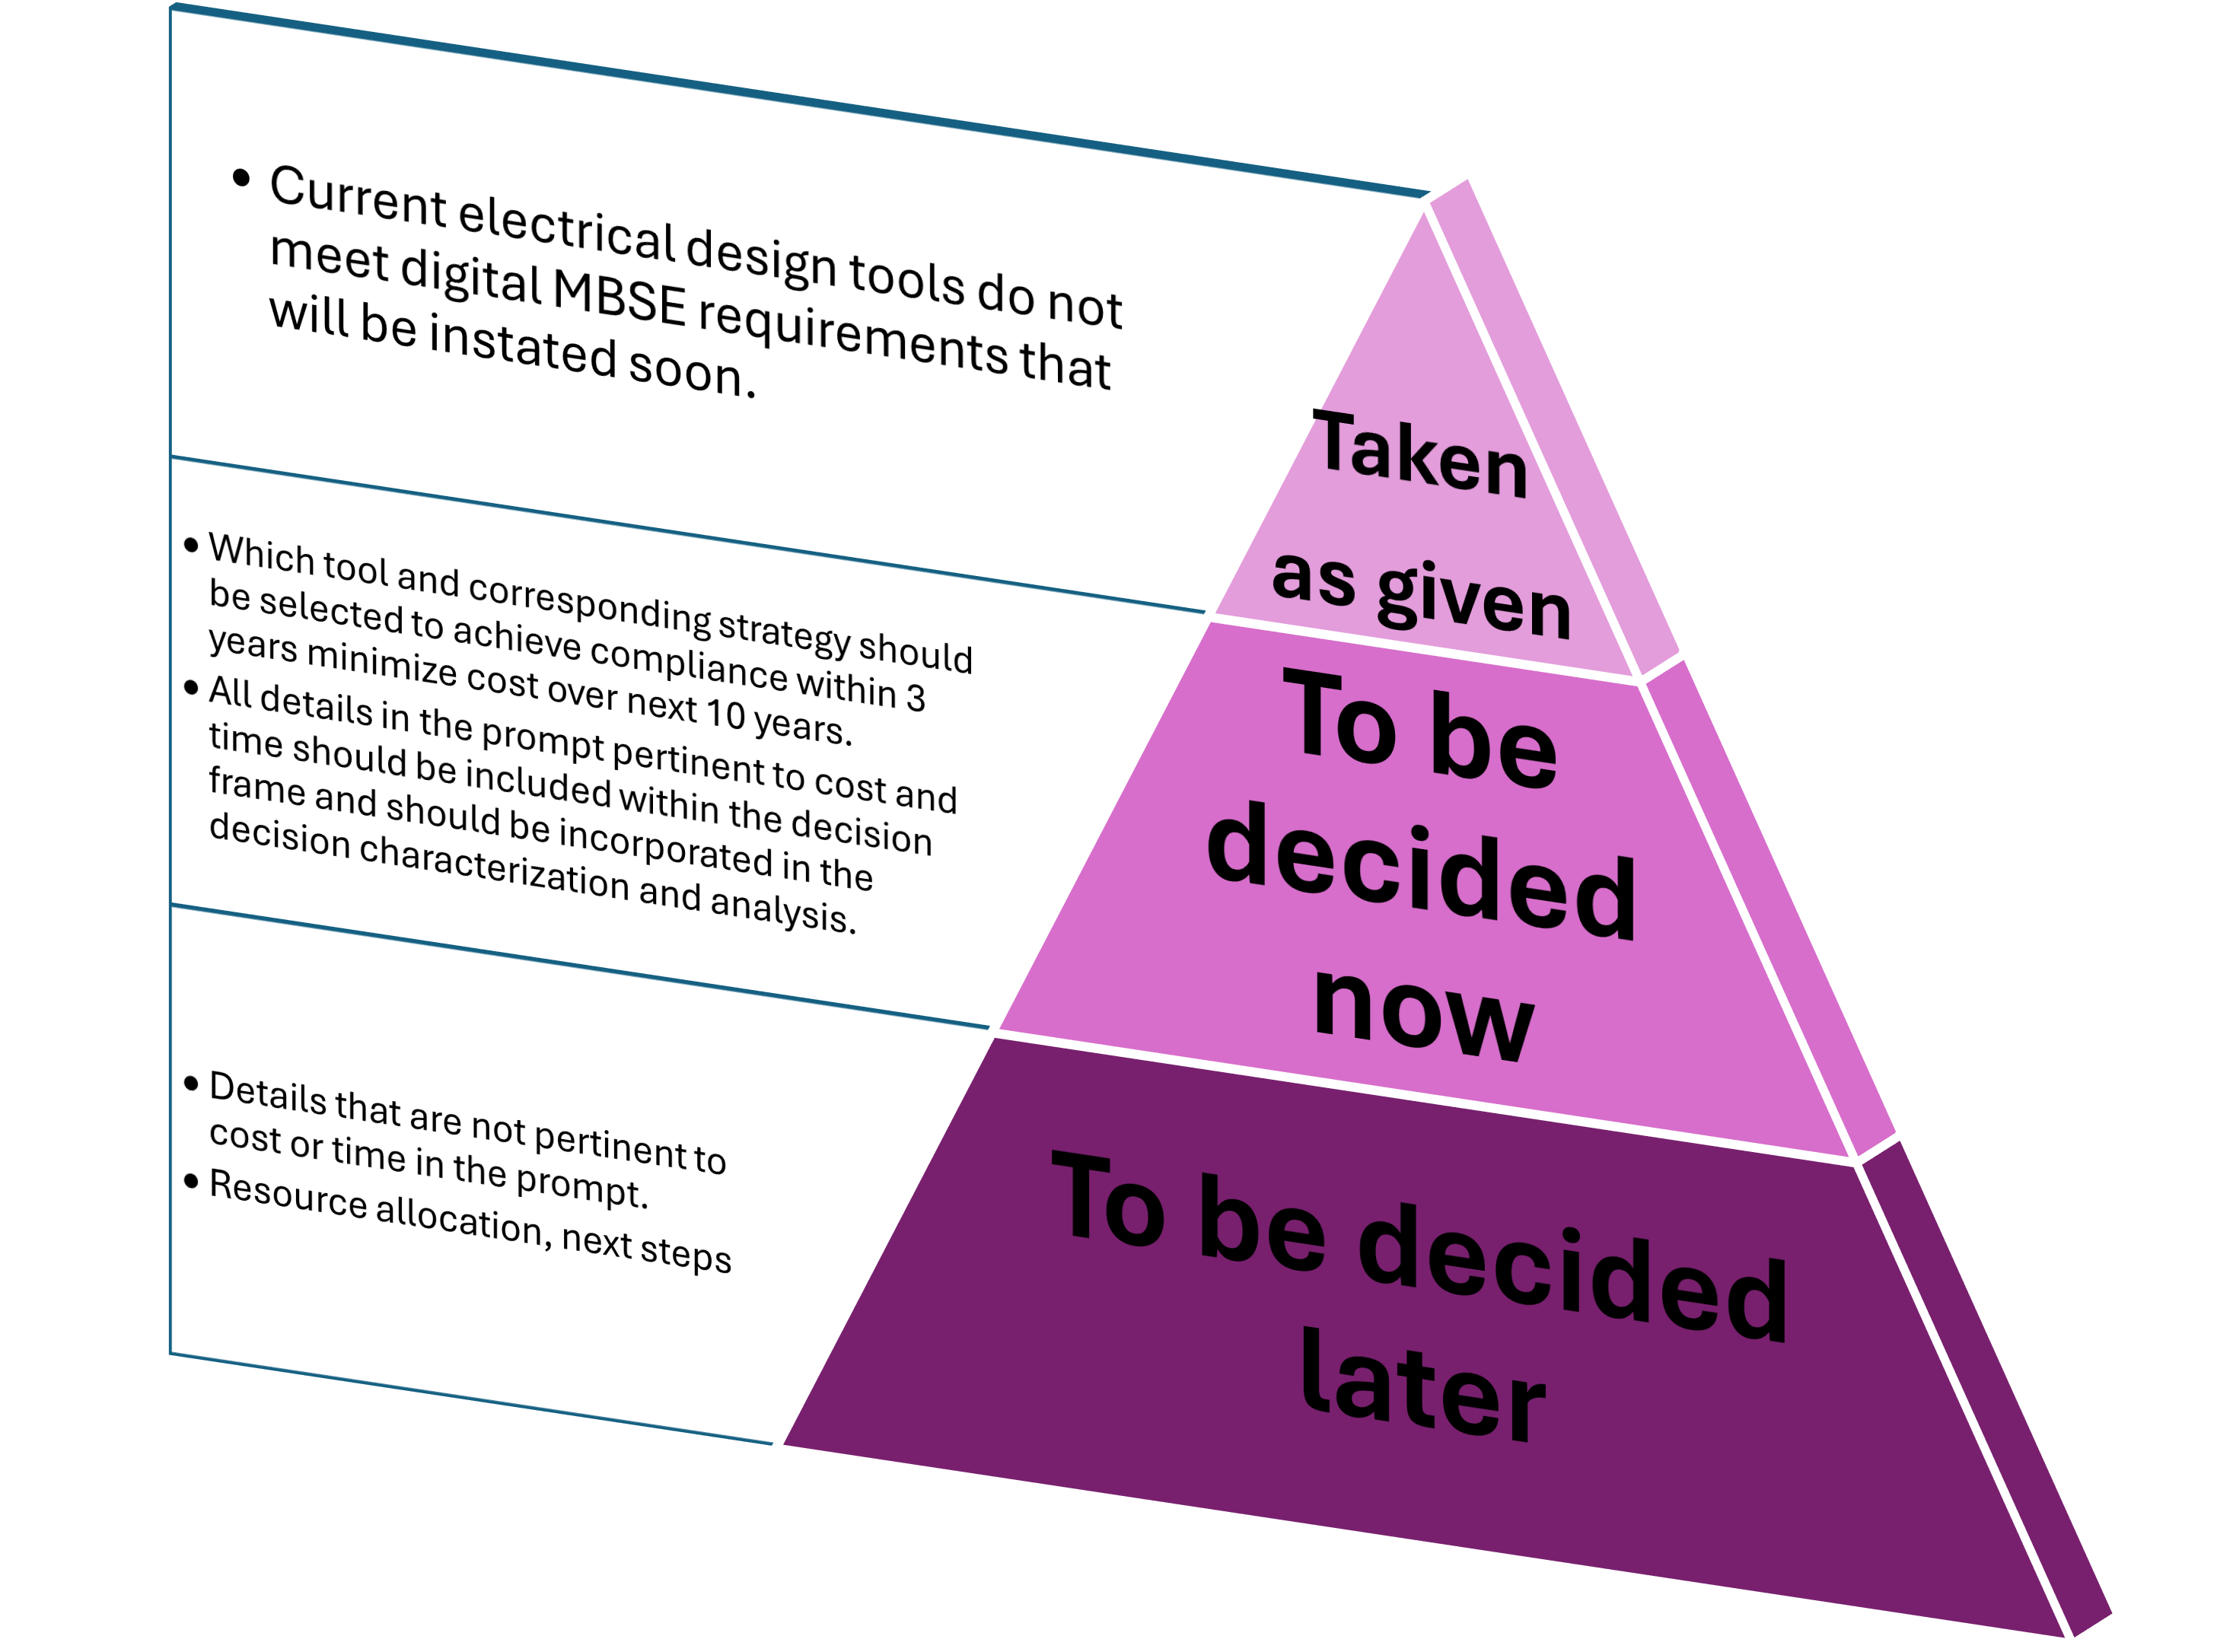 • Current electrical design tools do not
meet digital MBSE requirements that
will be instated soon.
Taken
as given
• Which tool and corresponding strategy should
be selected to achieve compliance within 3
years minimize cost over next 10 years.
• All details in the prompt pertinent to cost and
time should be included within the decision
frame and should be incorporated in the
decision characterization and analysis.
To be
decided
now
• Details that are not pertinent to
cost or time in the prompt.
• Resource allocation, next steps
To be decided
later